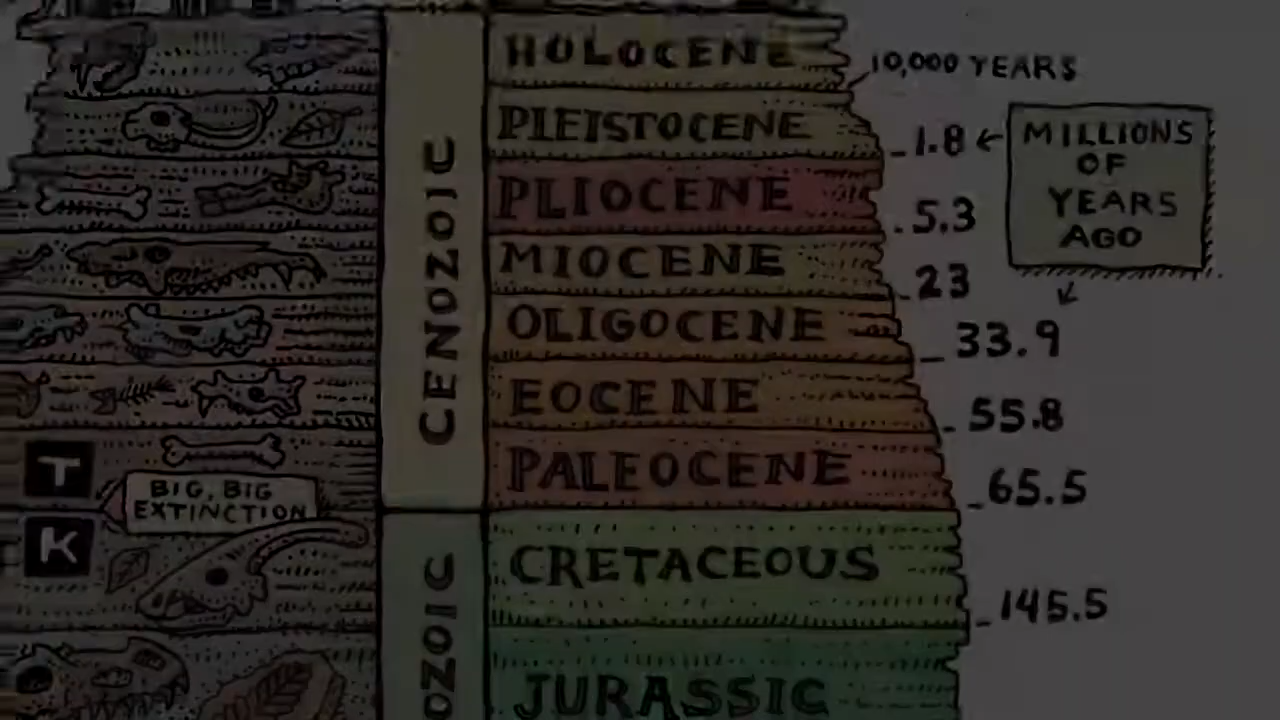 HOLOCENE
10,000 YEARS
PLEISTOCENE
1.8
MILLIONS
OF
YEARS
AGO
PLIOCENE
5.3
MIOCENE
23
OLIGOCENE
33.9
EOCENE
55.8
PALEOCENE
65.5
CENOZOIC
T
BIG, BIG
EXTINCTION
K
CRETACEOUS
145.5
OZOIC
JURASSIC